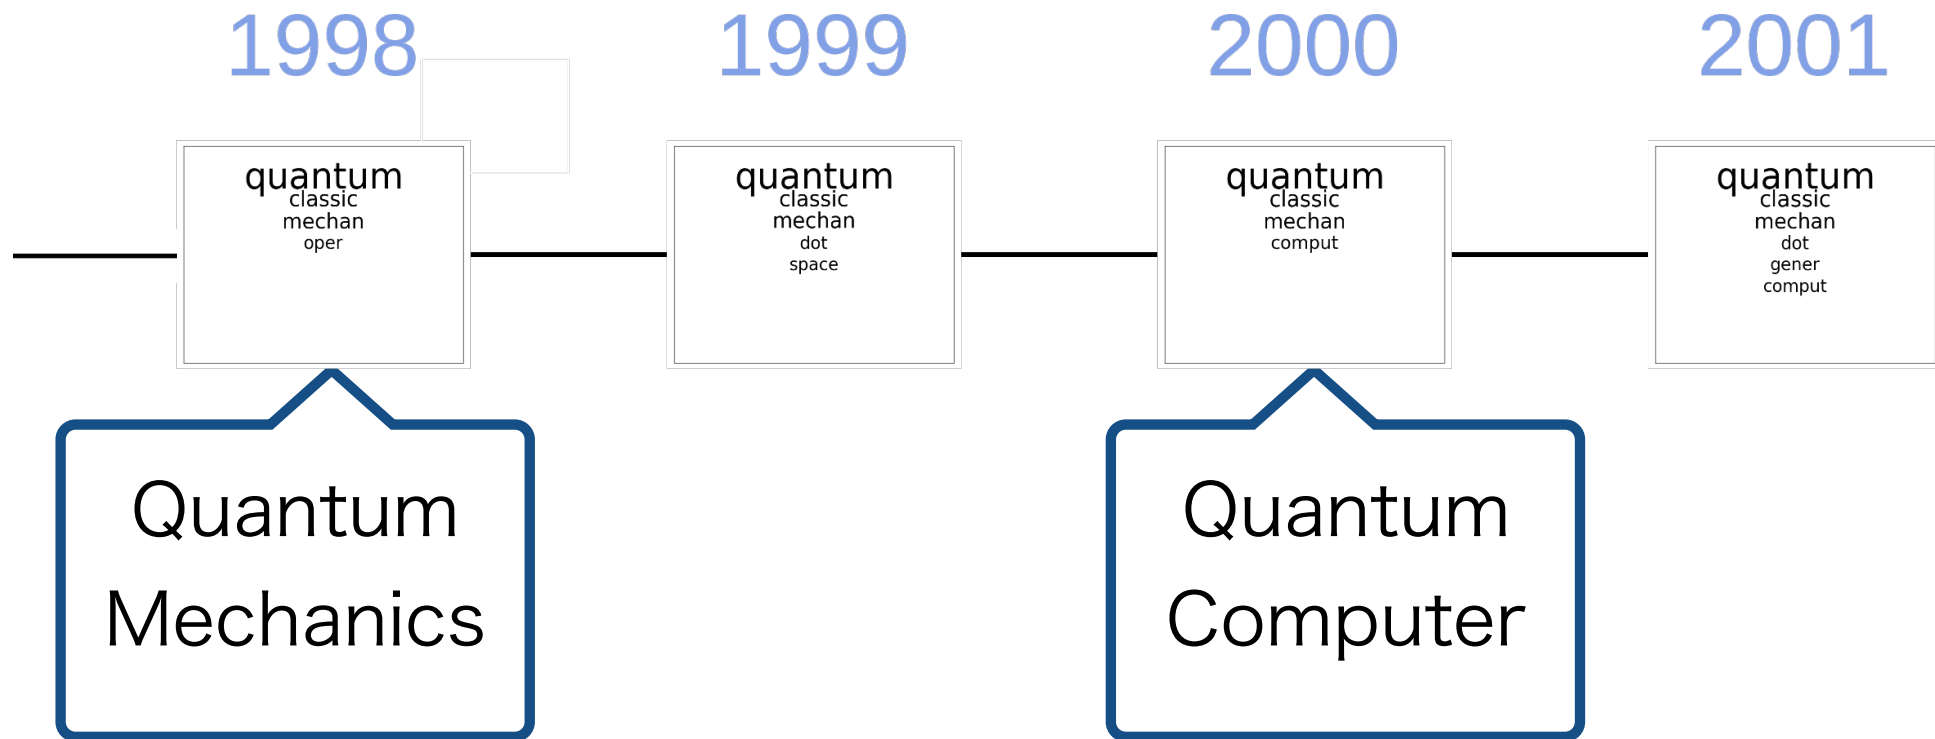 1998 1999 2000 2001
quantum
classic
mechan
oper
quantum
classic
mechan
dot
space
quantum
classic
mechan
comput
quantum
classic
mechan
dot
gener
comput
Quantum
Mechanics
Quantum
Computer